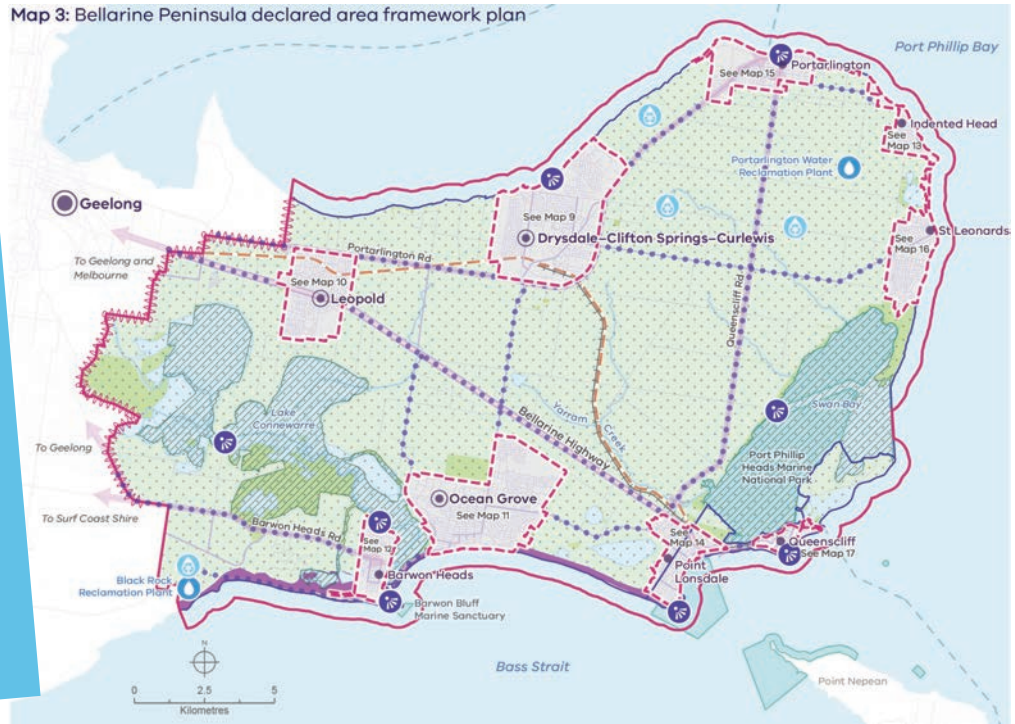 Map 3: Bellarine Peninsula declared area framework plan
Port Phillip Bay
Portarlington
See Map 15
Indented Head
See
Map 13
Portarlington Water
Reclamation Plant
Geelong
See Map 9
Drysdale–Clifton Springs–Curlewis
St Leonards
See
Map 16
Portarlington Rd
To Geelong and
Melbourne
See Map 10
Leopold
Queenscliff Rd
Swan Bay
Lake
Connewarre
Yarram
Creek
Bellarine Highway
To Geelong
Port Phillip
Heads Marine
National Park
Ocean Grove
See Map 11
To Surf Coast Shire
Barwon Heads Rd
See
Map 12
See
Map 14
Queenscliff
See Map 17
Point
Lonsdale
Black Rock
Reclamation Plant
Barwon Heads
Barwon Bluff
Marine Sanctuary
N
Bass Strait
Point Nepean
0 2.5 5
Kilometres